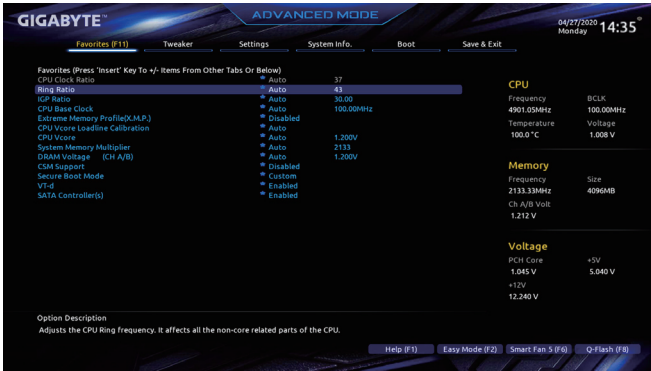 GIGABYTE™
ADVANCED MODE
04/27/2020 Monday 14:35
Favorites (F11) Tweaker Settings System Info. Boot Save & Exit
Favorites (Press 'Insert' Key To +/- Items From Other Tabs Or Below)
CPU Clock Ratio * Auto 37
Ring Ratio * Auto 43
IGP Ratio * Auto 30.00
CPU Base Clock * Auto 100.00MHz
Extreme Memory Profile(X.M.P.) * Disabled
CPU Vcore Loadline Calibration * Auto
CPU Vcore * Auto 1.200V
System Memory Multiplier * Auto 2133
DRAM Voltage (CH A/B) * Auto 1.200V
CSM Support * Disabled
Secure Boot Mode * Custom
VT-d * Enabled
SATA Controller(s) * Enabled
CPU
Frequency BCLK
4901.05MHz 100.00MHz
Temperature Voltage
100.0 °C 1.008 V
Memory
Frequency Size
2133.33MHz 4096MB
Ch A/B Volt
1.212 V
Voltage
PCH Core +5V
1.045 V 5.040 V
+12V
12.240 V
Option Description
Adjusts the CPU Ring frequency. It affects all the non-core related parts of the CPU.
Help (F1) Easy Mode (F2) Smart Fan 5 (F6) Q-Flash (F8)